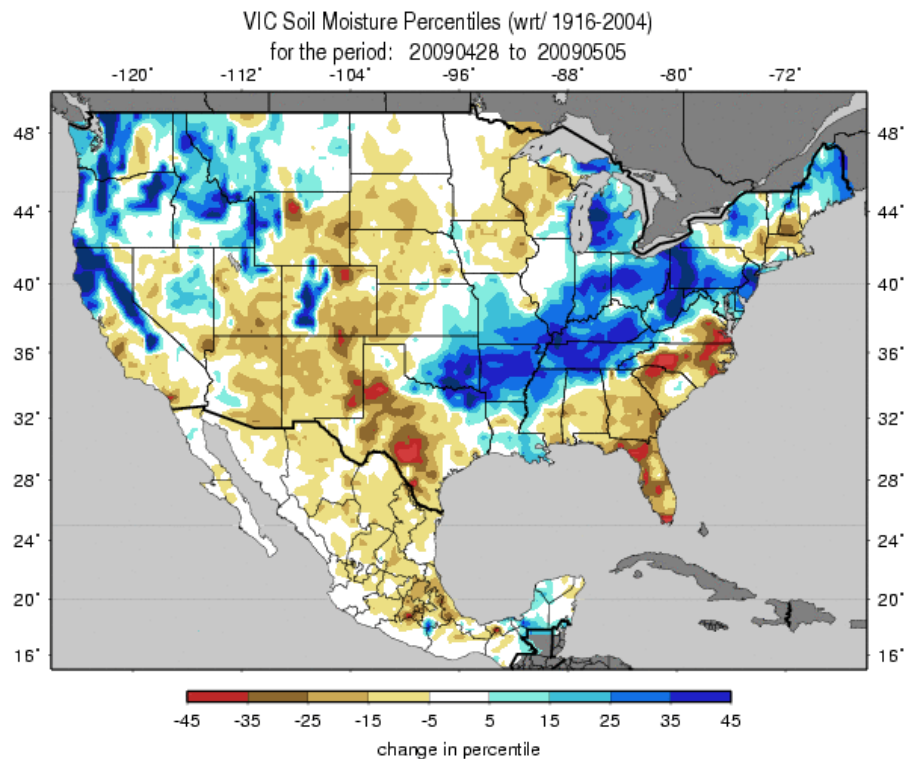 VIC Soil Moisture Percentiles (wrt/ 1916-2004)
for the period: 20090428 to 20090505
-120˚ -112˚ -104˚ -96˚ -88˚ -80˚ -72˚
48˚ 48˚
44˚ 44˚
40˚ 40˚
36˚ 36˚
32˚ 32˚
28˚ 28˚
24˚ 24˚
20˚ 20˚
16˚ 16˚
-45 -35 -25 -15 -5 5 15 25 35 45
change in percentile